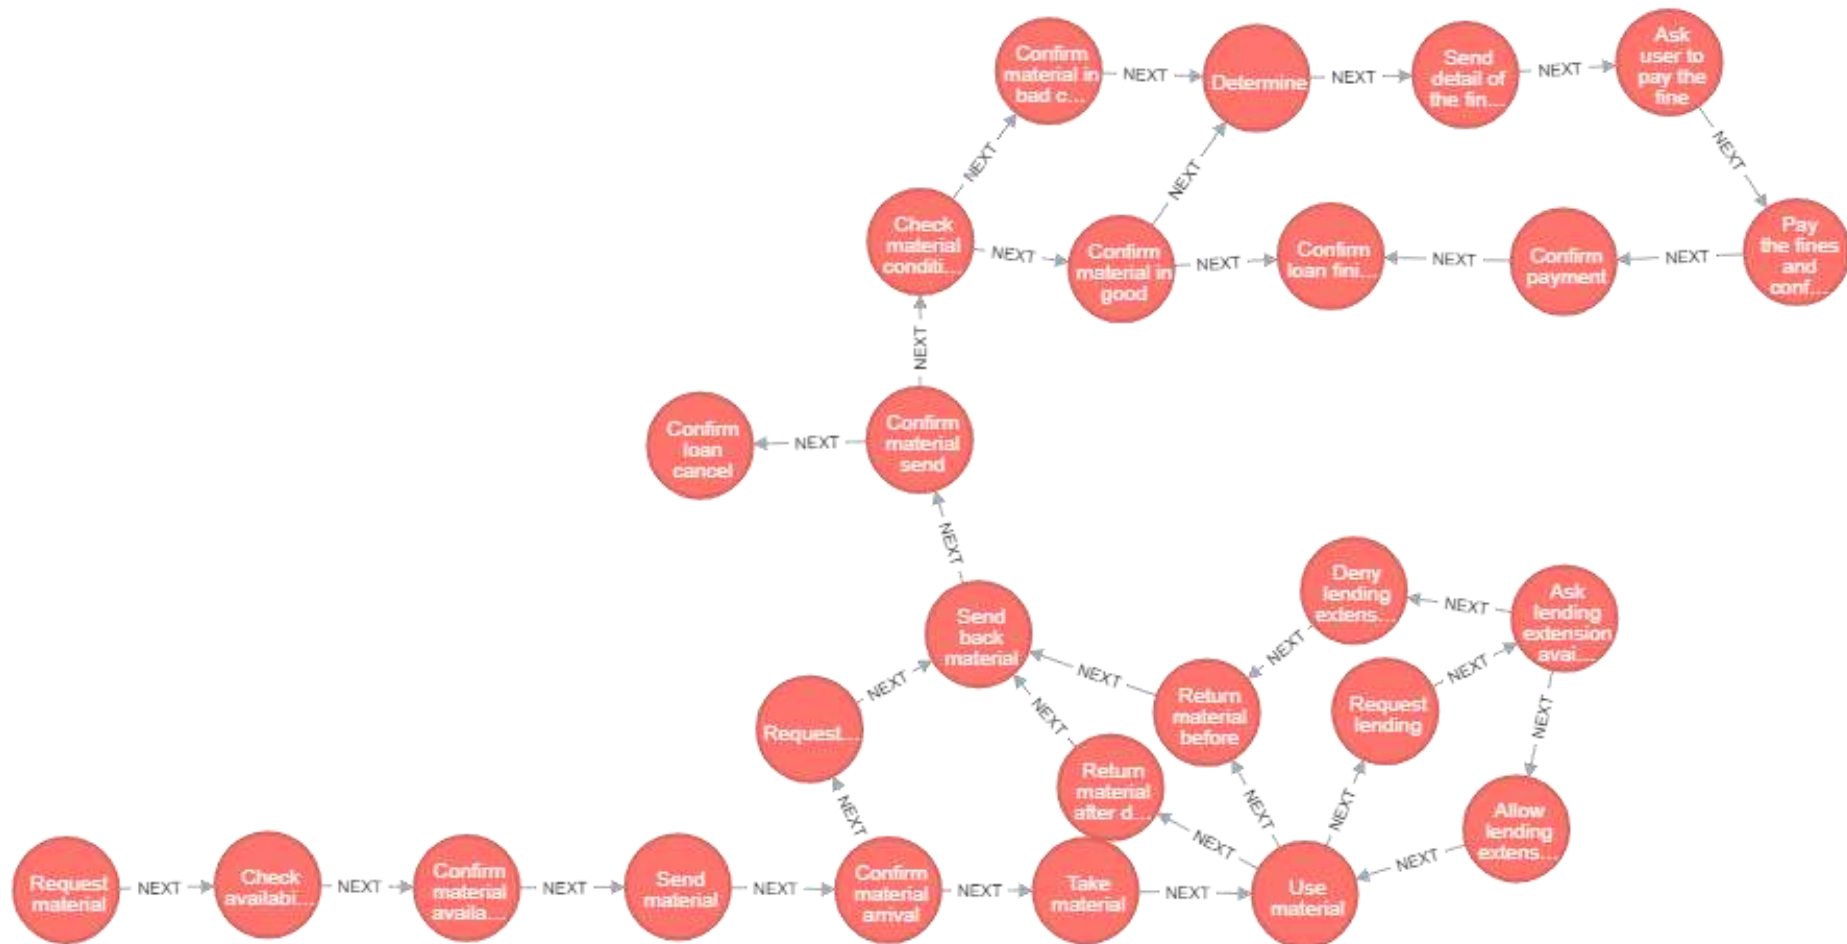 Confirm
material in
bad c...
NEXT
Determine
NEXT
Send
detail of
the fin...
NEXT
Ask
user to
pay the
fine
NEXT
NEXT
NEXT
Check
material
conditi...
NEXT
Confirm
material in
good
NEXT
Confirm
loan fini...
NEXT
Confirm
payment
NEXT
Pay
the fines
and
conf...
NEXT
Confirm
loan
cancel
NEXT
Confirm
material
send
NEXT
Send
back
material
Deny
lending
extens...
NEXT
Ask
lending
extension
avai...
NEXT
NEXT
Request...
NEXT
NEXT
Return
material
before
Request
lending
NEXT
NEXT
NEXT
Return
material
after d...
NEXT
NEXT
NEXT
NEXT
Allow
lending
extens...
NEXT
Request
material
NEXT
Check
availabi...
NEXT
Confirm
material
availa...
NEXT
Send
material
NEXT
Confirm
material
arrival
NEXT
Take
material
NEXT
Use
material